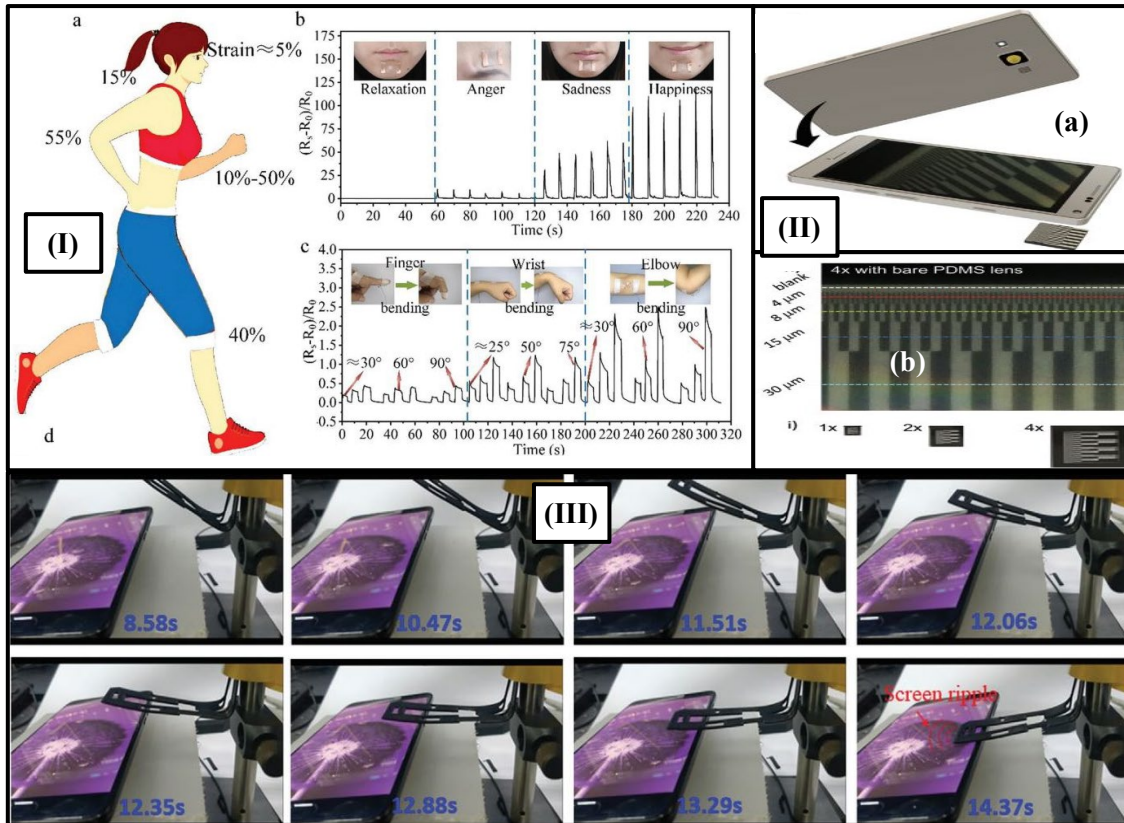 a
Strain≈5%
15%
55%
10%-50%
(I)
40%
d
b
(Rs-R0)/R0
175
150
125
100
75
50
25
0
Relaxation
Anger
Sadness
Happiness
0 20 40 60 80 100 120 140 160 180 200 220 240
Time (s)
c
(Rs-R0)/R0
4.0
3.5
3.0
2.5
2.0
1.5
1.0
0.5
0.0
-0.5
Finger
bending
Wrist
bending
Elbow
bending
≈30° 60° 90°
≈25° 50° 75°
≈30° 60° 90°
0 20 40 60 80 100 120 140 160 180 200 220 240 260 280 300 320
Time (s)
(a)
(II)
4x with bare PDMS lens
blank
4 µm
8 µm
15 µm
30 µm
(b)
i) 1x 2x 4x
(III)
8.58s
10.47s
11.51s
12.06s
12.35s
12.88s
13.29s
Screen ripple
14.37s